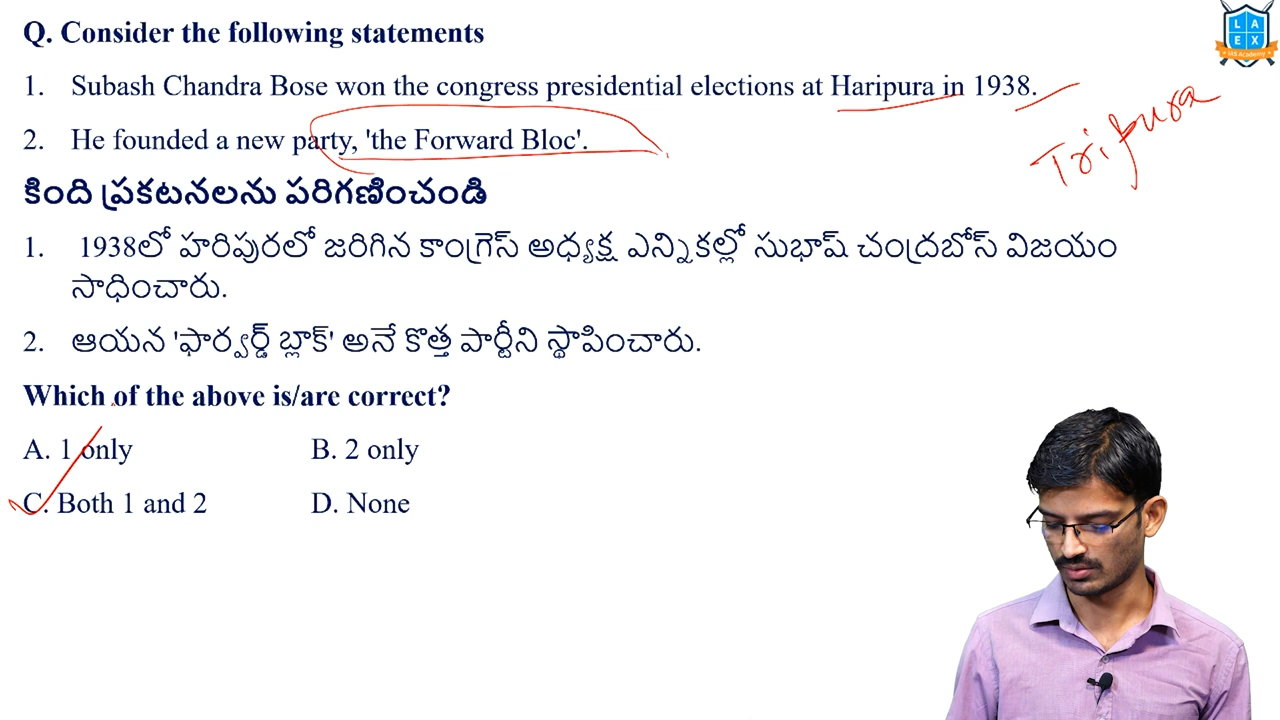 Q. Consider the following statements
1. Subash Chandra Bose won the congress presidential elections at Haripura in 1938.
2. He founded a new party, 'the Forward Bloc'.
Tripura
కింది ప్రకటనలను పరిగణించండి
1. 1938లో హరిపురలో జరిగిన కాంగ్రెస్ అధ్యక్ష ఎన్నికల్లో సుభాష్ చంద్రబోస్ విజయం
సాధించారు.
2. ఆయన 'ఫార్వర్డ్ బ్లాక్' అనే కొత్త పార్టీని స్థాపించారు.
Which of the above is/are correct?
A. 1 only B. 2 only
C. Both 1 and 2 D. None
L A
E X
IAS Academy